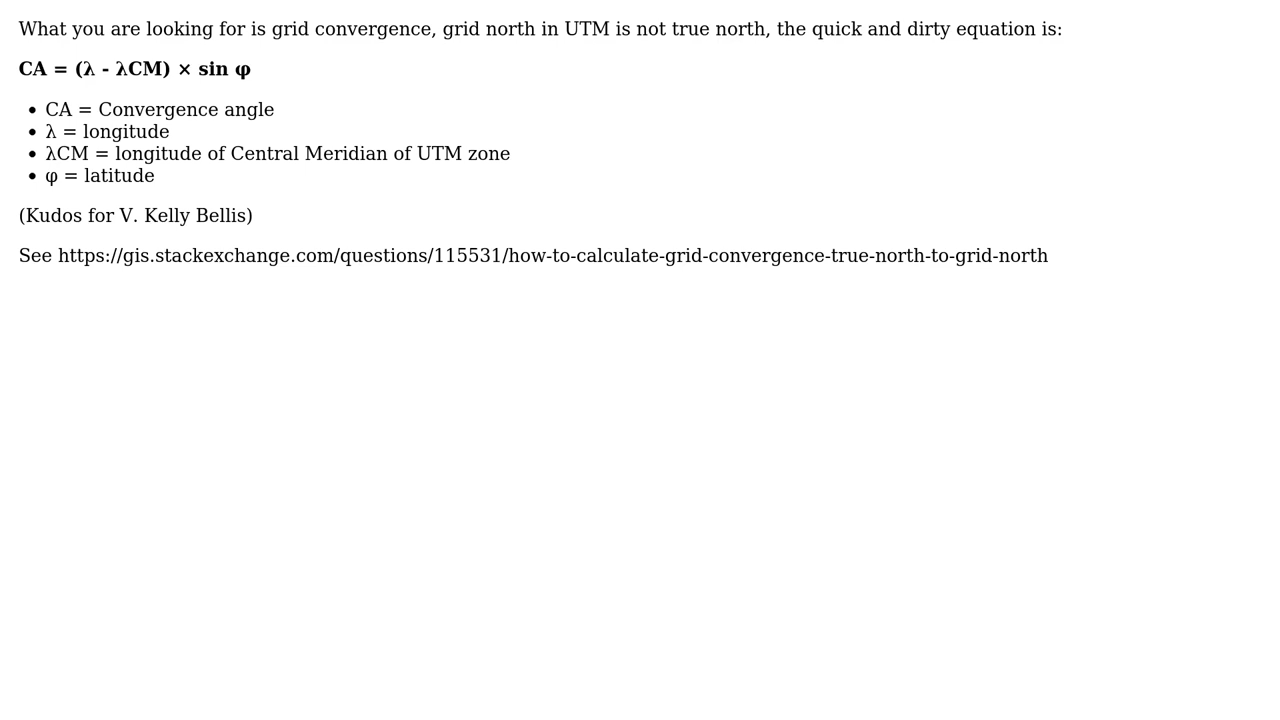 What you are looking for is grid convergence, grid north in UTM is not true north, the quick and dirty equation is:
CA = (λ - λCM) × sin φ
• CA = Convergence angle
• λ = longitude
• λCM = longitude of Central Meridian of UTM zone
• φ = latitude
(Kudos for V. Kelly Bellis)
See https://gis.stackexchange.com/questions/115531/how-to-calculate-grid-convergence-true-north-to-grid-north